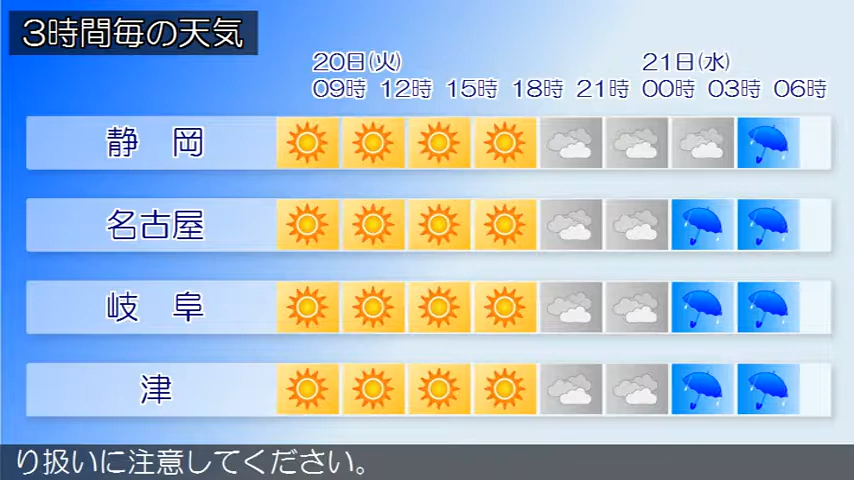 3時間毎の天気
20日(火) 21日(水)
09時 12時 15時 18時 21時 00時 03時 06時
静 岡
名古屋
岐 阜
津
り扱いに注意してください。